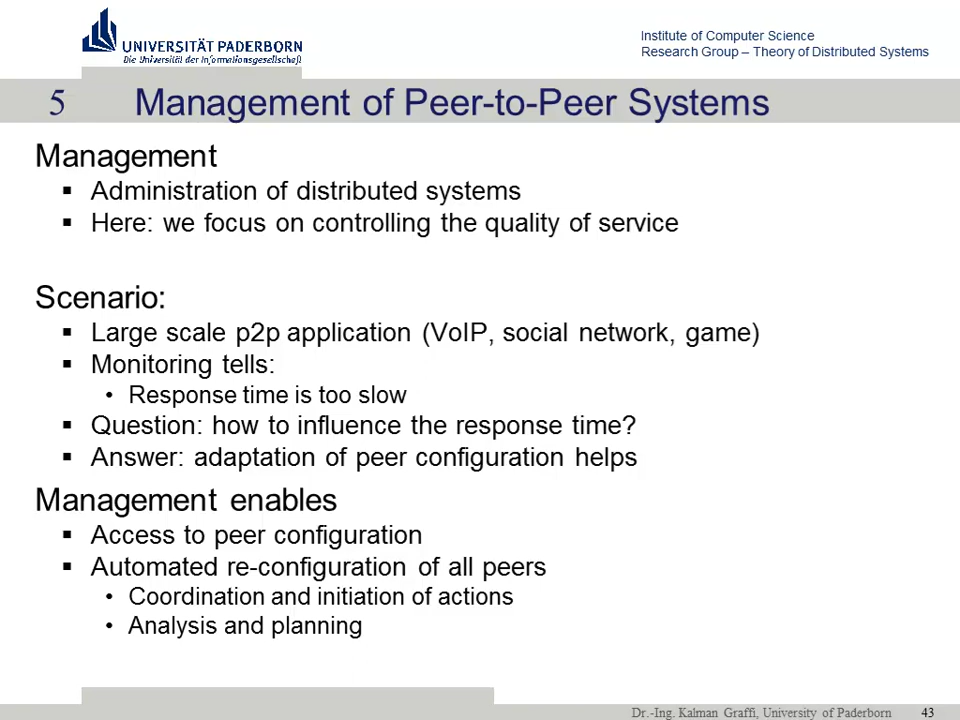 UNIVERSITÄT PADERBORN
Die Universität der Informationsgesellschaft
Institute of Computer Science
Research Group – Theory of Distributed Systems
5 Management of Peer-to-Peer Systems
Management
▪ Administration of distributed systems
▪ Here: we focus on controlling the quality of service
Scenario:
▪ Large scale p2p application (VoIP, social network, game)
▪ Monitoring tells:
• Response time is too slow
▪ Question: how to influence the response time?
▪ Answer: adaptation of peer configuration helps
Management enables
▪ Access to peer configuration
▪ Automated re-configuration of all peers
• Coordination and initiation of actions
• Analysis and planning
Dr.-Ing. Kalman Graffi, University of Paderborn 43